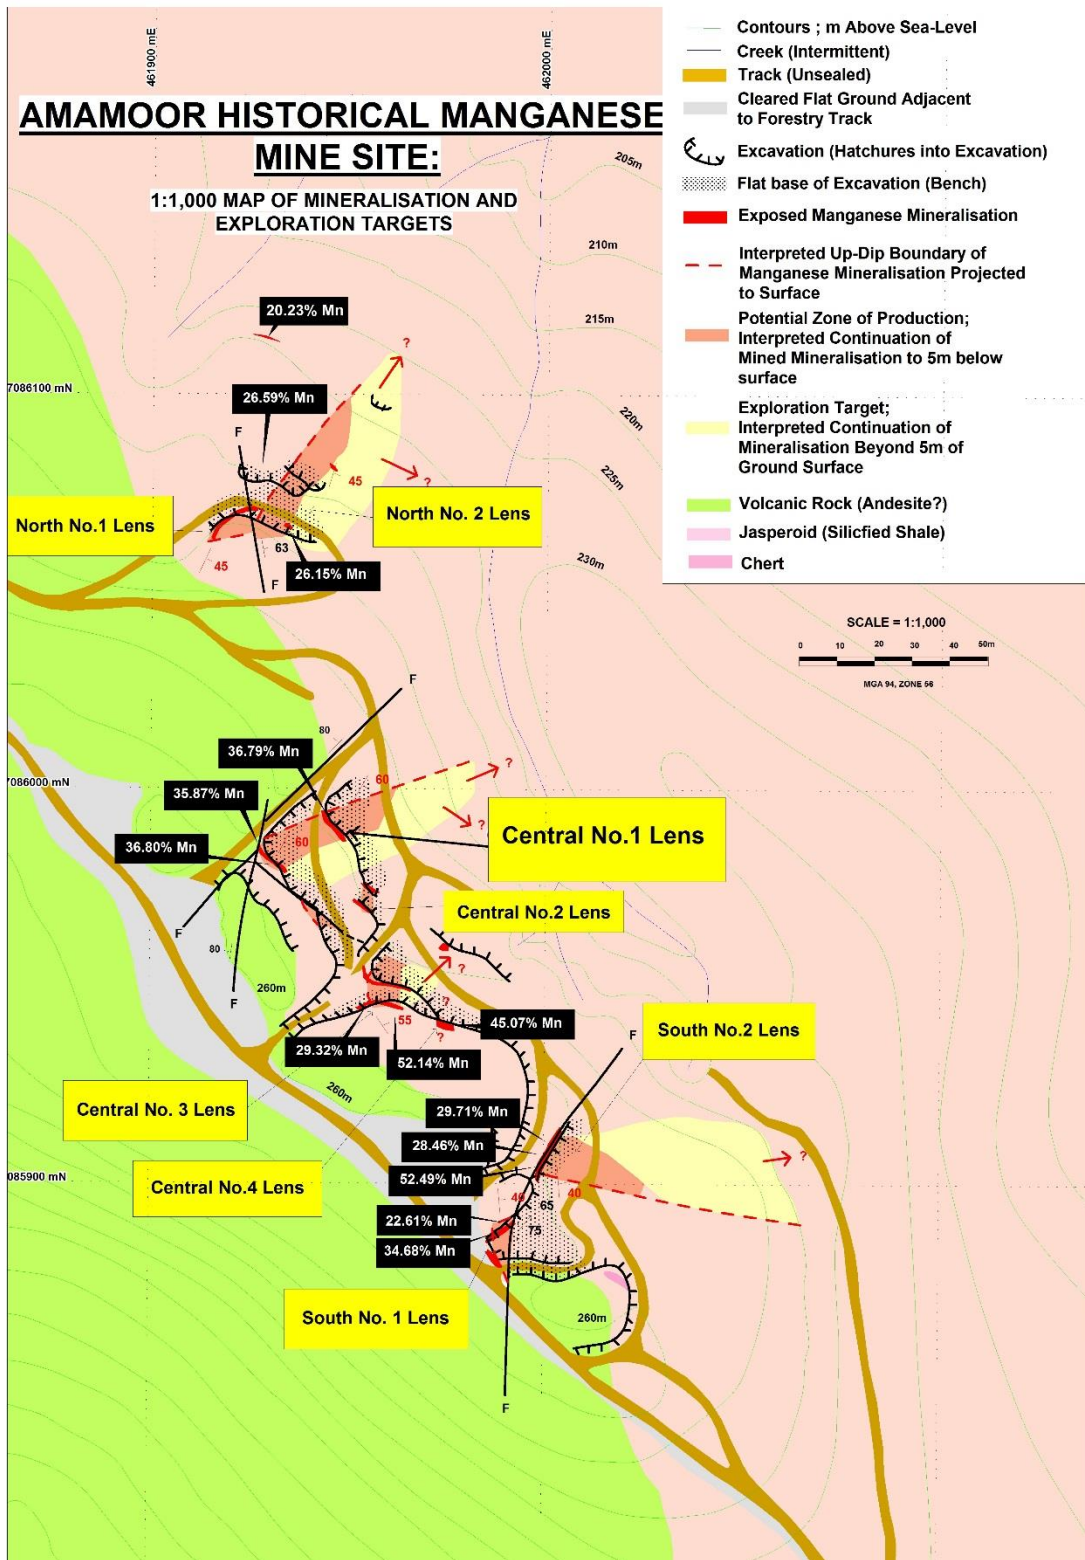 461900 mE
462000 mE
AMAMOOR HISTORICAL MANGANESE
MINE SITE:
1:1,000 MAP OF MINERALISATION AND
EXPLORATION TARGETS
Contours ; m Above Sea-Level
Creek (Intermittent)
Track (Unsealed)
Cleared Flat Ground Adjacent
to Forestry Track
Excavation (Hatchures into Excavation)
Flat base of Excavation (Bench)
Exposed Manganese Mineralisation
Interpreted Up-Dip Boundary of
Manganese Mineralisation Projected
to Surface
Potential Zone of Production;
Interpreted Continuation of
Mined Mineralisation to 5m below
surface
Exploration Target;
Interpreted Continuation of
Mineralisation Beyond 5m of
Ground Surface
Volcanic Rock (Andesite?)
Jasperoid (Silicfied Shale)
Chert
SCALE = 1:1,000
0 10 20 30 40 50m
MGA 94, ZONE 56
205m
210m
215m
220m
225m
230m
20.23% Mn
?
7086100 mN
26.59% Mn
F
45
?
North No. 2 Lens
North No.1 Lens
63
45
26.15% Mn
F
F
80
36.79% Mn
?
60
7086000 mN
35.87% Mn
?
Central No.1 Lens
36.80% Mn
60
Central No.2 Lens
F
80
?
260m
F
?
55
?
45.07% Mn
29.32% Mn
52.14% Mn
South No.2 Lens
F
260m
Central No. 3 Lens
29.71% Mn
28.46% Mn
?
52.49% Mn
085900 mN
Central No.4 Lens
40
40
65
22.61% Mn
75
34.68% Mn
South No. 1 Lens
260m
F